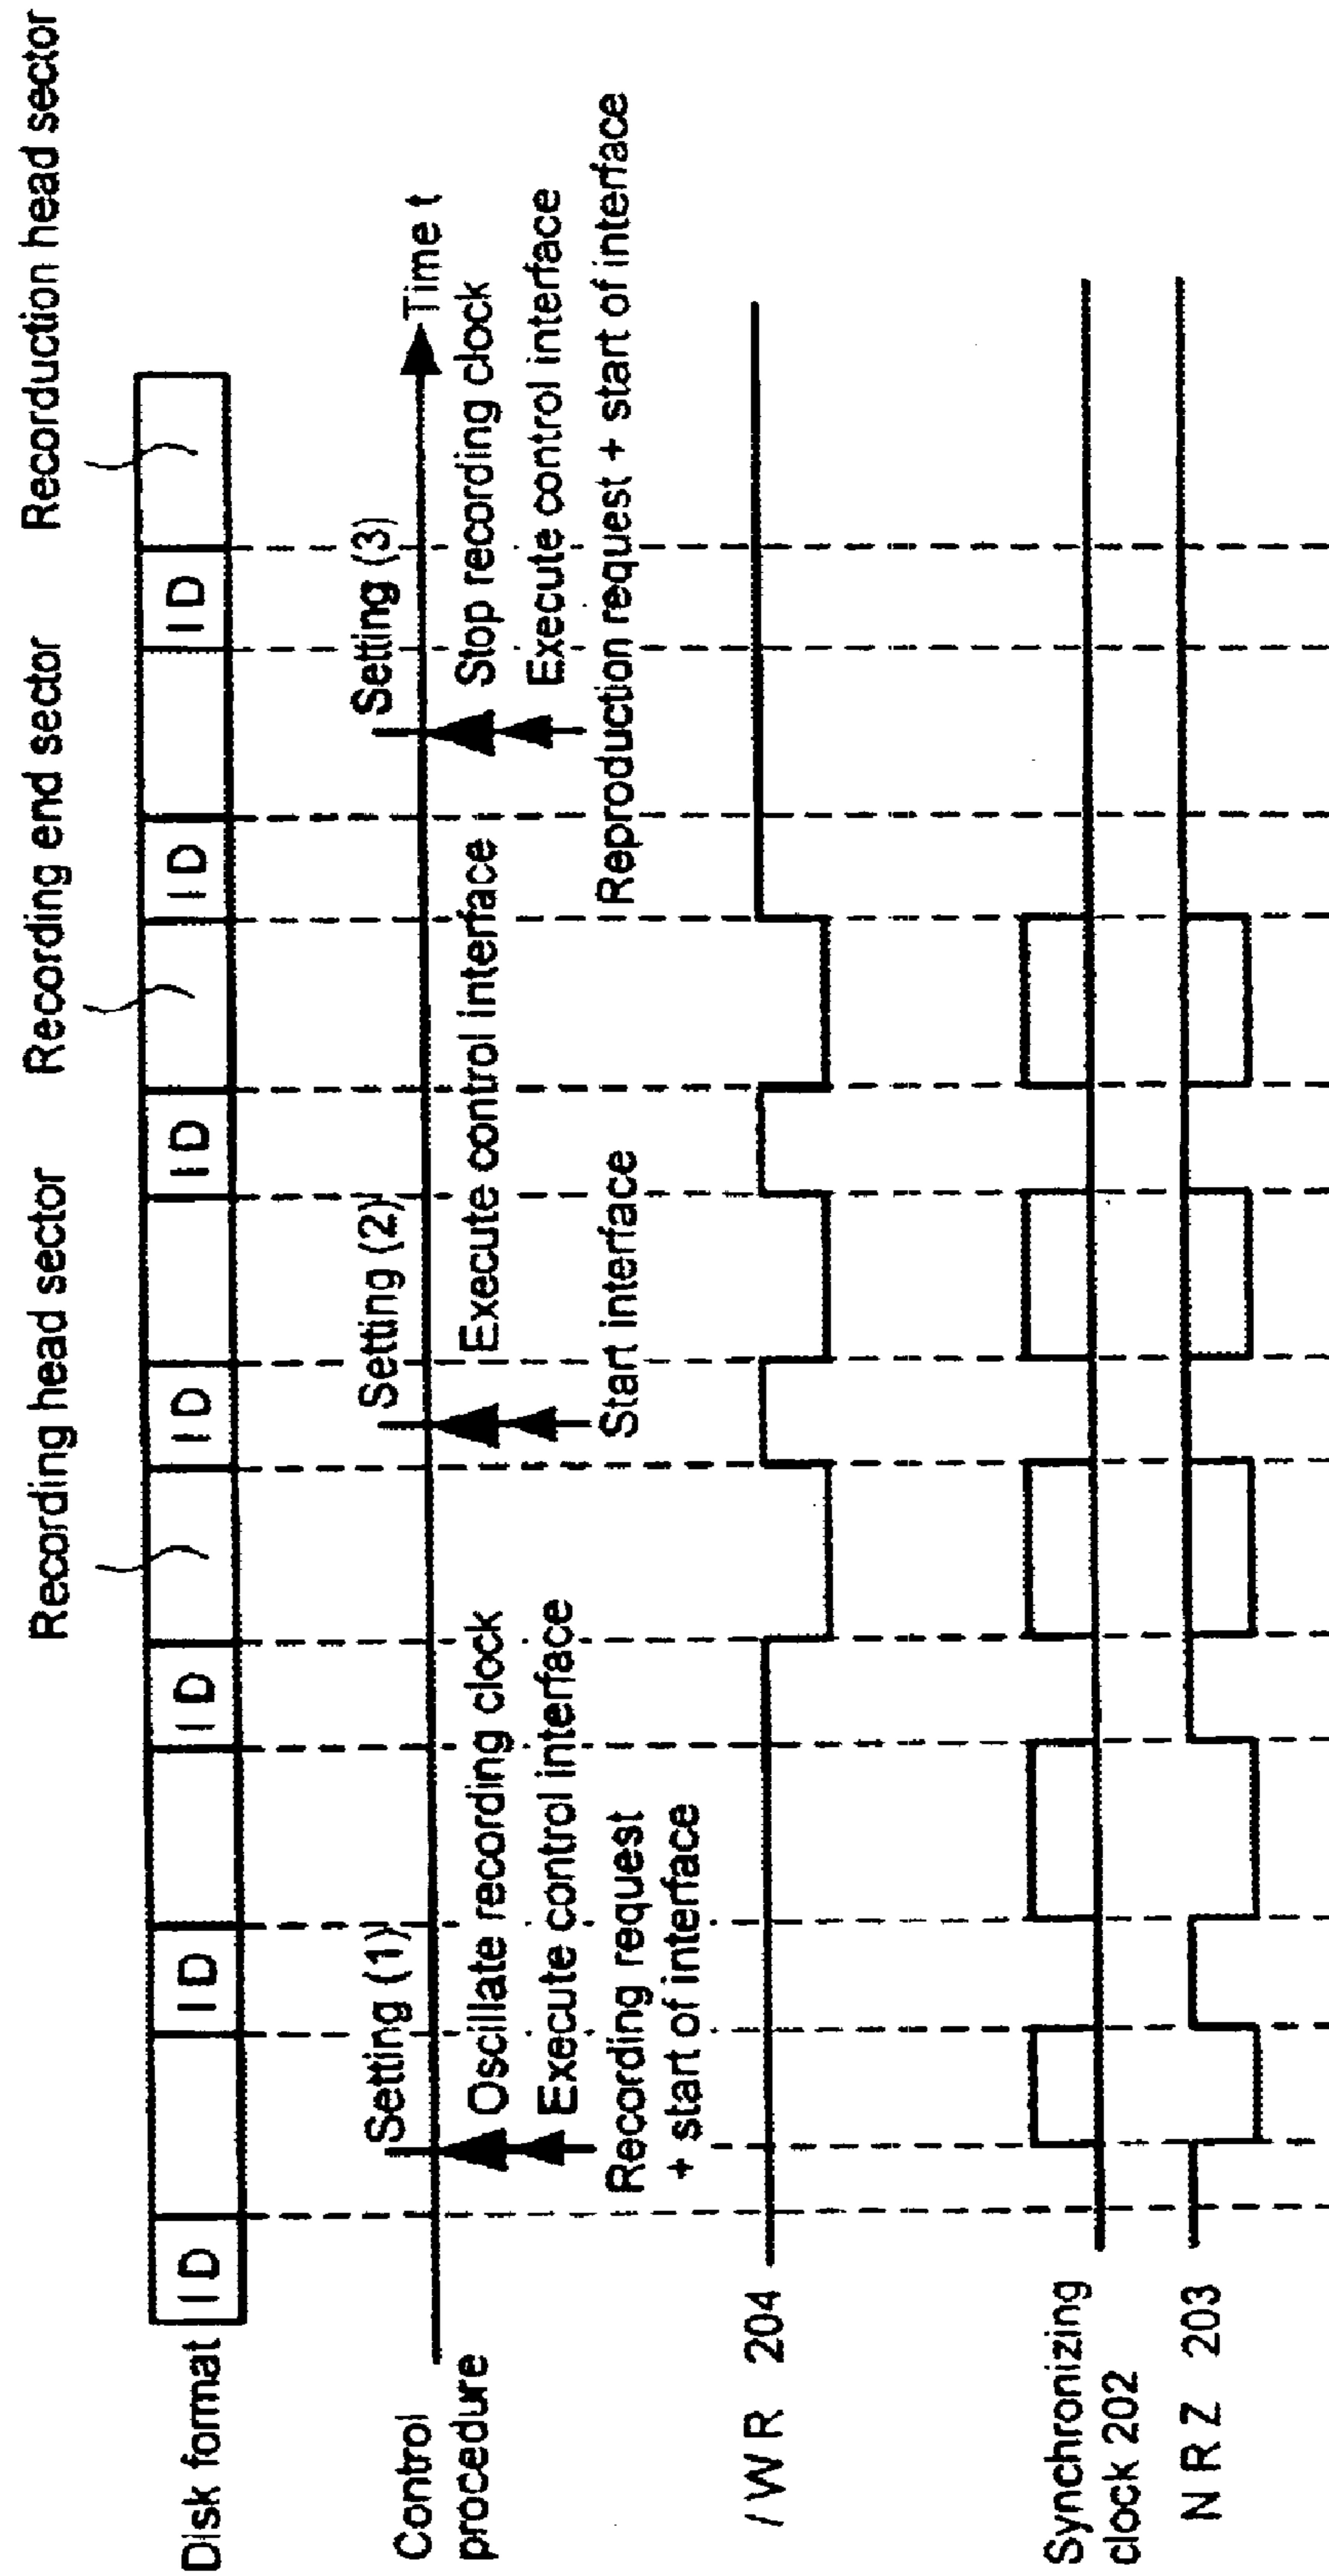 Recording head sector
Recording end sector
Recorduction head sector
Disk format
ID
ID
ID
ID
ID
ID
ID
Control
procedure
Setting (1)
Setting (2)
Setting (3)
Time t
Oscillate recording clock
Execute control interface
Recording request
+ start of interface
Execute control interface
Start interface
Stop recording clock
Execute control interface
Reproduction request + start of interface
/WR 204
Synchronizing
clock 202
NRZ 203